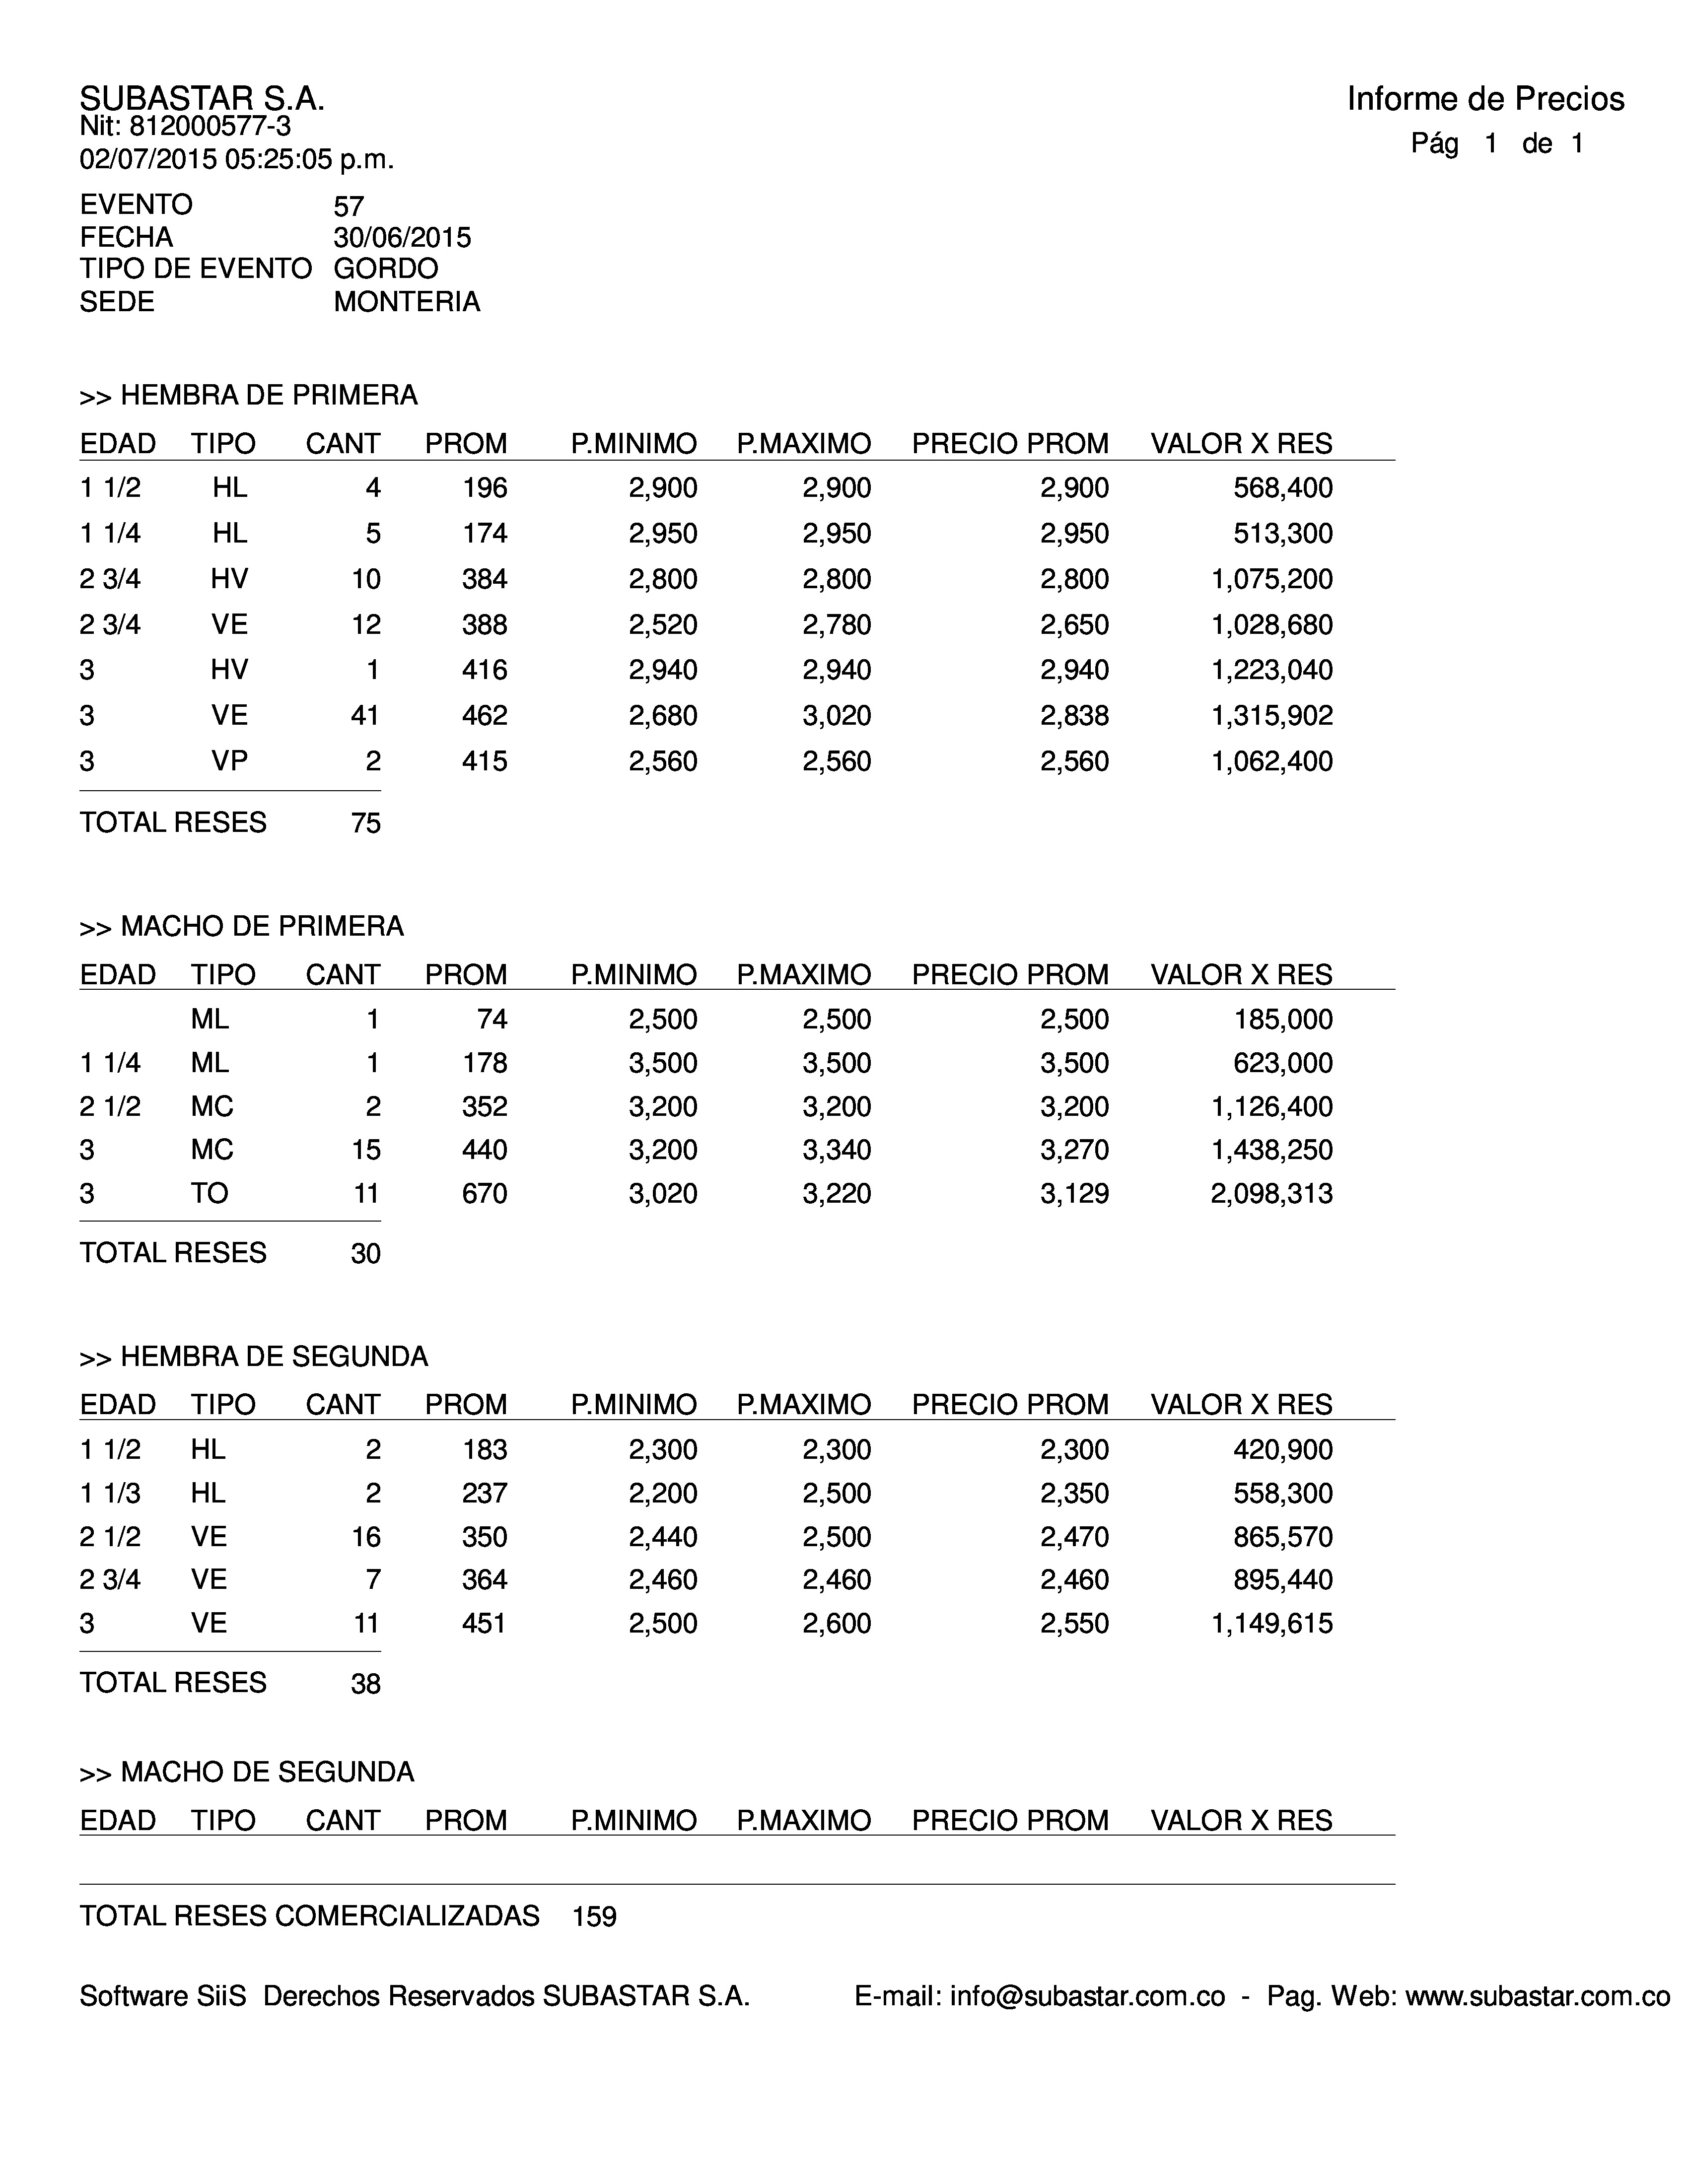 SUBASTAR S.A.
Informe de Precios
Nit: 812000577-3
Pág 1 de 1
02/07/2015 05:25:05 p.m.
EVENTO 57
FECHA 30/06/2015
TIPO DE EVENTO GORDO
SEDE MONTERIA
>> HEMBRA DE PRIMERA
EDAD TIPO CANT PROM P.MINIMO P.MAXIMO PRECIO PROM VALOR X RES
1 1/2 HL 4 196 2,900 2,900 2,900 568,400
1 1/4 HL 5 174 2,950 2,950 2,950 513,300
2 3/4 HV 10 384 2,800 2,800 2,800 1,075,200
2 3/4 VE 12 388 2,520 2,780 2,650 1,028,680
3 HV 1 416 2,940 2,940 2,940 1,223,040
3 VE 41 462 2,680 3,020 2,838 1,315,902
3 VP 2 415 2,560 2,560 2,560 1,062,400
TOTAL RESES 75
>> MACHO DE PRIMERA
EDAD TIPO CANT PROM P.MINIMO P.MAXIMO PRECIO PROM VALOR X RES
ML 1 74 2,500 2,500 2,500 185,000
1 1/4 ML 1 178 3,500 3,500 3,500 623,000
2 1/2 MC 2 352 3,200 3,200 3,200 1,126,400
3 MC 15 440 3,200 3,340 3,270 1,438,250
3 TO 11 670 3,020 3,220 3,129 2,098,313
TOTAL RESES 30
>> HEMBRA DE SEGUNDA
EDAD TIPO CANT PROM P.MINIMO P.MAXIMO PRECIO PROM VALOR X RES
1 1/2 HL 2 183 2,300 2,300 2,300 420,900
1 1/3 HL 2 237 2,200 2,500 2,350 558,300
2 1/2 VE 16 350 2,440 2,500 2,470 865,570
2 3/4 VE 7 364 2,460 2,460 2,460 895,440
3 VE 11 451 2,500 2,600 2,550 1,149,615
TOTAL RESES 38
>> MACHO DE SEGUNDA
EDAD TIPO CANT PROM P.MINIMO P.MAXIMO PRECIO PROM VALOR X RES
TOTAL RESES COMERCIALIZADAS 159
Software SiiS Derechos Reservados SUBASTAR S.A. E-mail: info@subastar.com.co - Pag. Web: www.subastar.com.co